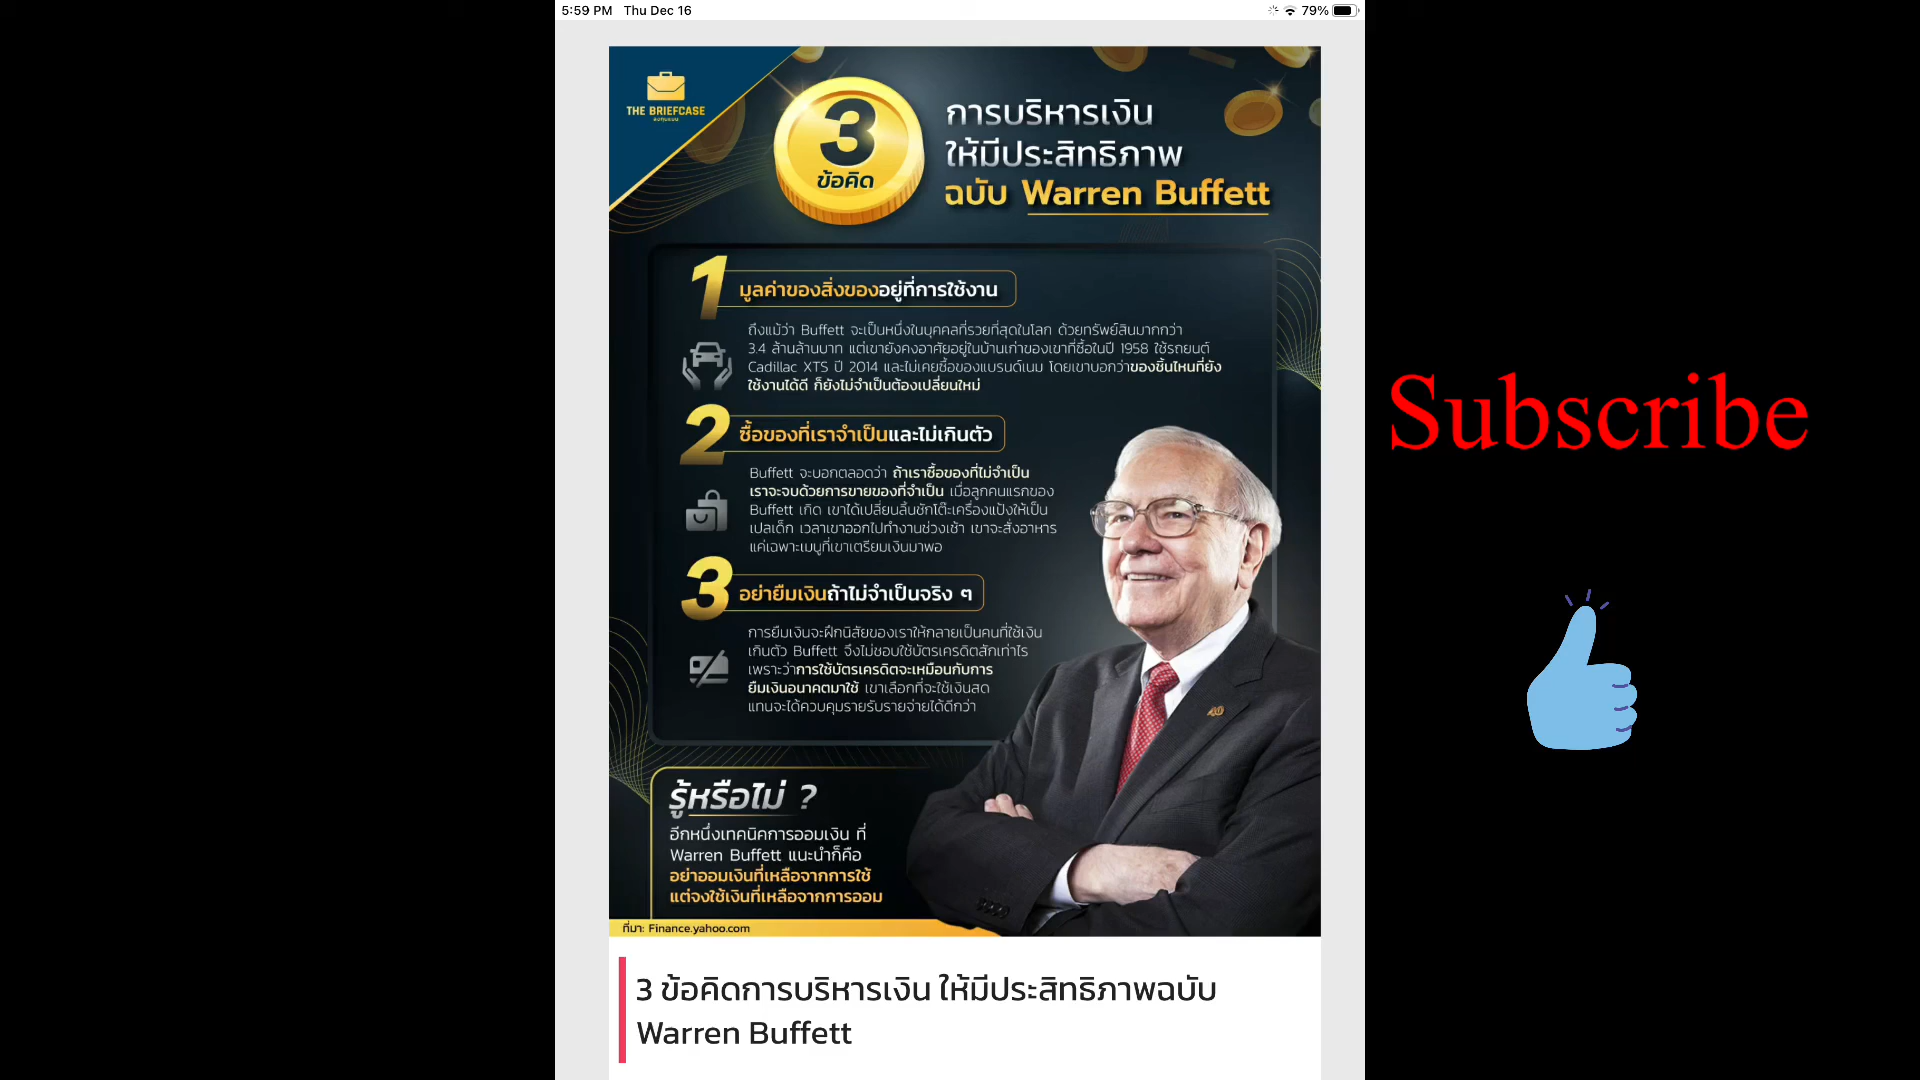 5:59 PM Thu Dec 16
79%
THE BRIEFCASE
ลงทุนแมน
3
ข้อคิด
การบริหารเงิน
ให้มีประสิทธิภาพ
ฉบับ Warren Buffett
1
มูลค่าของสิ่งของอยู่ที่การใช้งาน
ถึงแม้ว่า Buffett จะเป็นหนึ่งในบุคคลที่รวยที่สุดในโลก ด้วยทรัพย์สินมากกว่า
3.4 ล้านล้านบาท แต่เขายังคงอาศัยอยู่ในบ้านเก่าของเขาที่ซื้อในปี 1958 ใช้รถยนต์
Cadillac XTS ปี 2014 และไม่เคยซื้อของแบรนด์เนม โดยเขาบอกว่าของชิ้นไหนที่ยัง
ใช้งานได้ดี ก็ยังไม่จำเป็นต้องเปลี่ยนใหม่
2
ซื้อของที่เราจำเป็นและไม่เกินตัว
Buffett จะบอกตลอดว่า ถ้าเราซื้อของที่ไม่จำเป็น
เราจะจบด้วยการขายของที่จำเป็น เมื่อลูกคนแรกของ
Buffett เกิด เขาได้เปลี่ยนลิ้นชักโต๊ะเครื่องแป้งให้เป็น
เปลเด็ก เวลาเขาออกไปทำงานช่วงเช้า เขาจะสั่งอาหาร
แค่เฉพาะเมนูที่เขาเตรียมเงินมาพอ
3
อย่ายืมเงินถ้าไม่จำเป็นจริง ๆ
การยืมเงินจะฝึกนิสัยของเราให้กลายเป็นคนที่ใช้เงิน
เกินตัว Buffett จึงไม่ชอบใช้บัตรเครดิตสักเท่าไร
เพราะว่าการใช้บัตรเครดิตจะเหมือนกับการ
ยืมเงินอนาคตมาใช้ เขาเลือกที่จะใช้เงินสด
แทนจะได้ควบคุมรายรับรายจ่ายได้ดีกว่า
รู้หรือไม่ ?
อีกหนึ่งเทคนิคการออมเงิน ที่
Warren Buffett แนะนำก็คือ
อย่าออมเงินที่เหลือจากการใช้
แต่จงใช้เงินที่เหลือจากการออม
ที่มา: Finance.yahoo.com
3 ข้อคิดการบริหารเงิน ให้มีประสิทธิภาพฉบับ
Warren Buffett
Subscribe